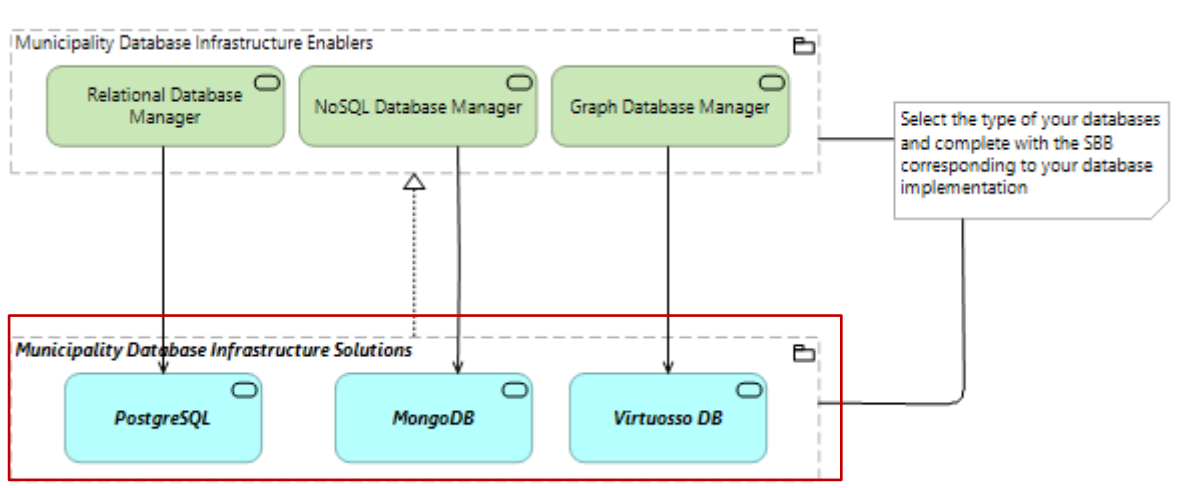 Municipality Database Infrastructure Enablers
Relational Database
Manager
NoSQL Database Manager
Graph Database Manager
Select the type of your databases
and complete with the SBB
corresponding to your database
implementation
Municipality Database Infrastructure Solutions
PostgreSQL
MongoDB
Virtuosso DB